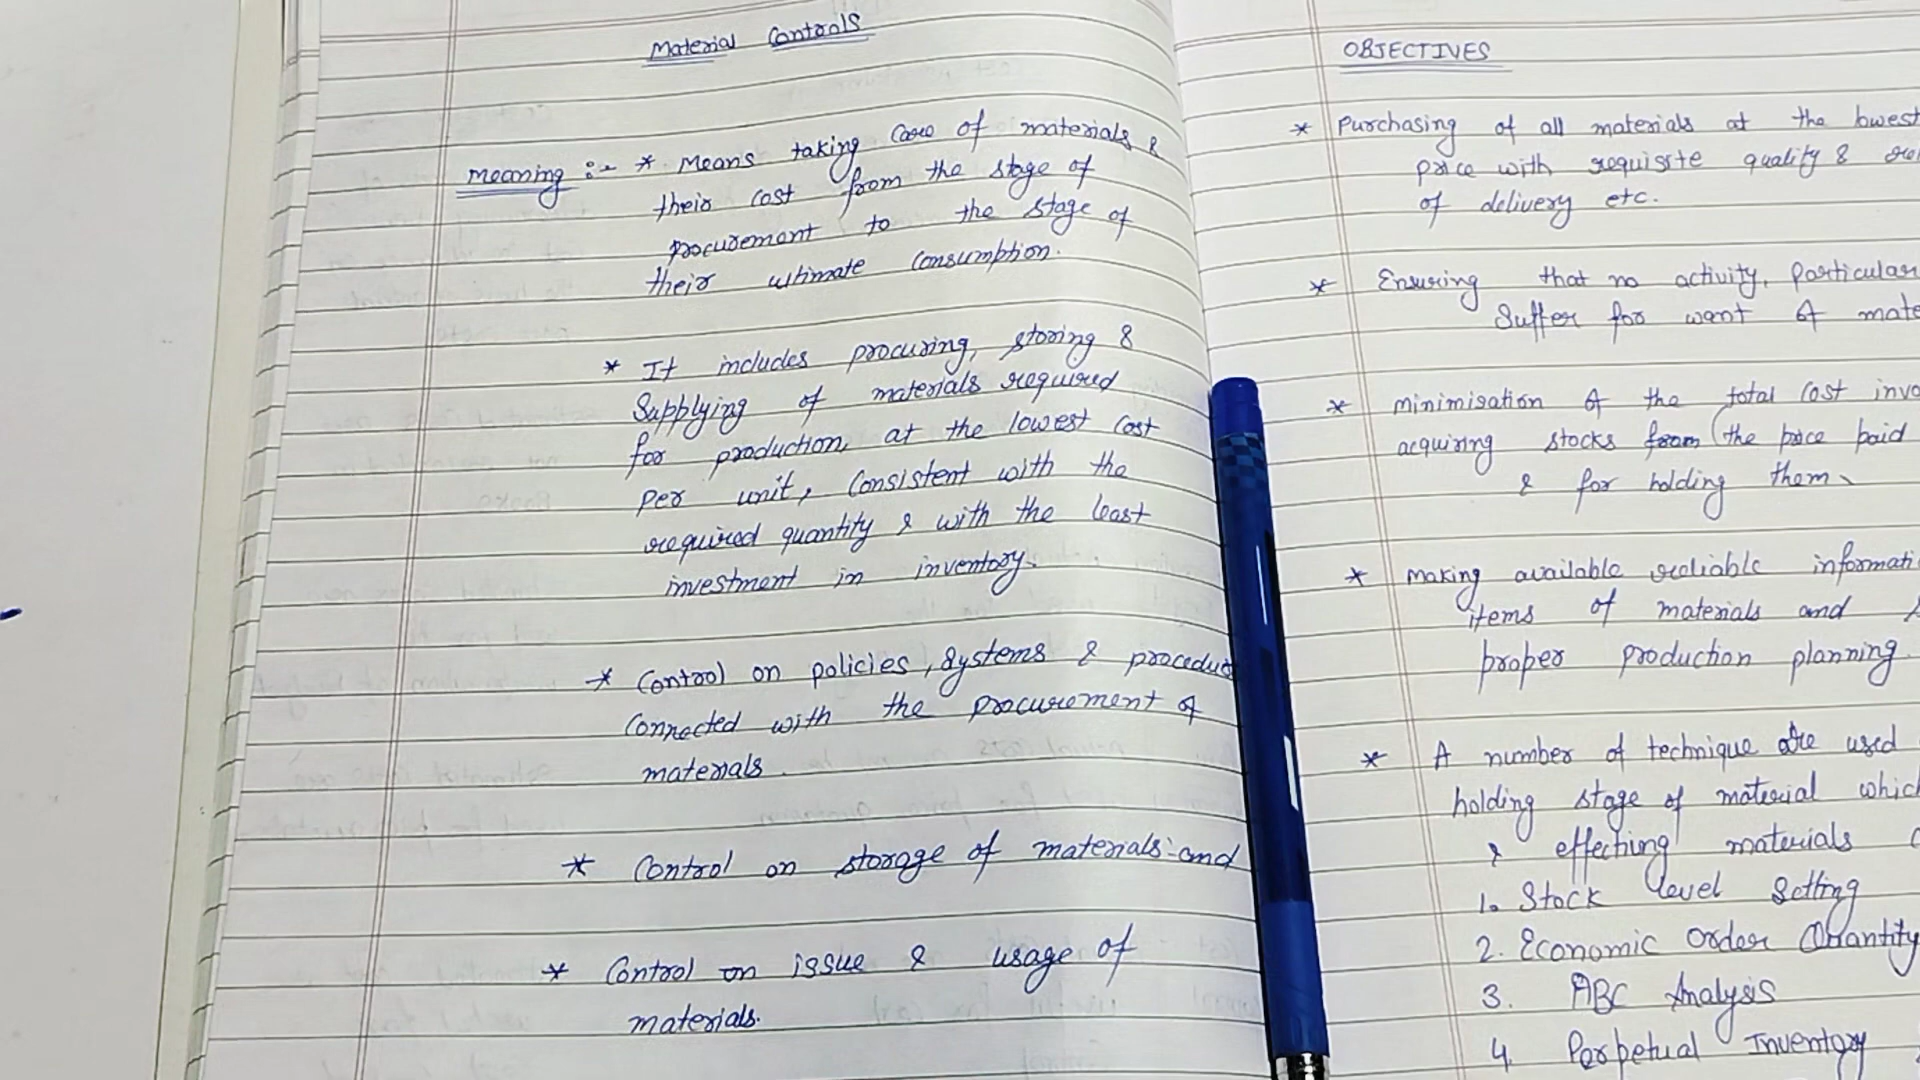 Material Controls
Meaning :- * Means taking Care of materials &
their cost from the stage of
procurement to the stage of
their ultimate consumption.
* It includes procuring, storing &
Supplying of materials required
for production, at the lowest Cost
per unit, Consistent with the
required quantity & with the least
investment in inventory.
* Control on policies, systems &
Connected with the procurement of
materials.
* Control on storage of materials and
* Control on issue & usage of
materials.
OBJECTIVES
* Purchasing of all materials at the lowest
price with requisite quality &
of delivery etc.
* Ensuring that no activity, Particular
Suffer for want of mate
* minimisation of the total Cost invo
acquiring stocks from (the price paid
& for holding them
* Making available reliable informati
items of materials and
proper production planning.
* A number of technique are used
holding stage of material which
& effecting materials
1. Stock level Setting
2. Economic Order Quantity
3. ABC Analysis
4. Perpetual Inventory